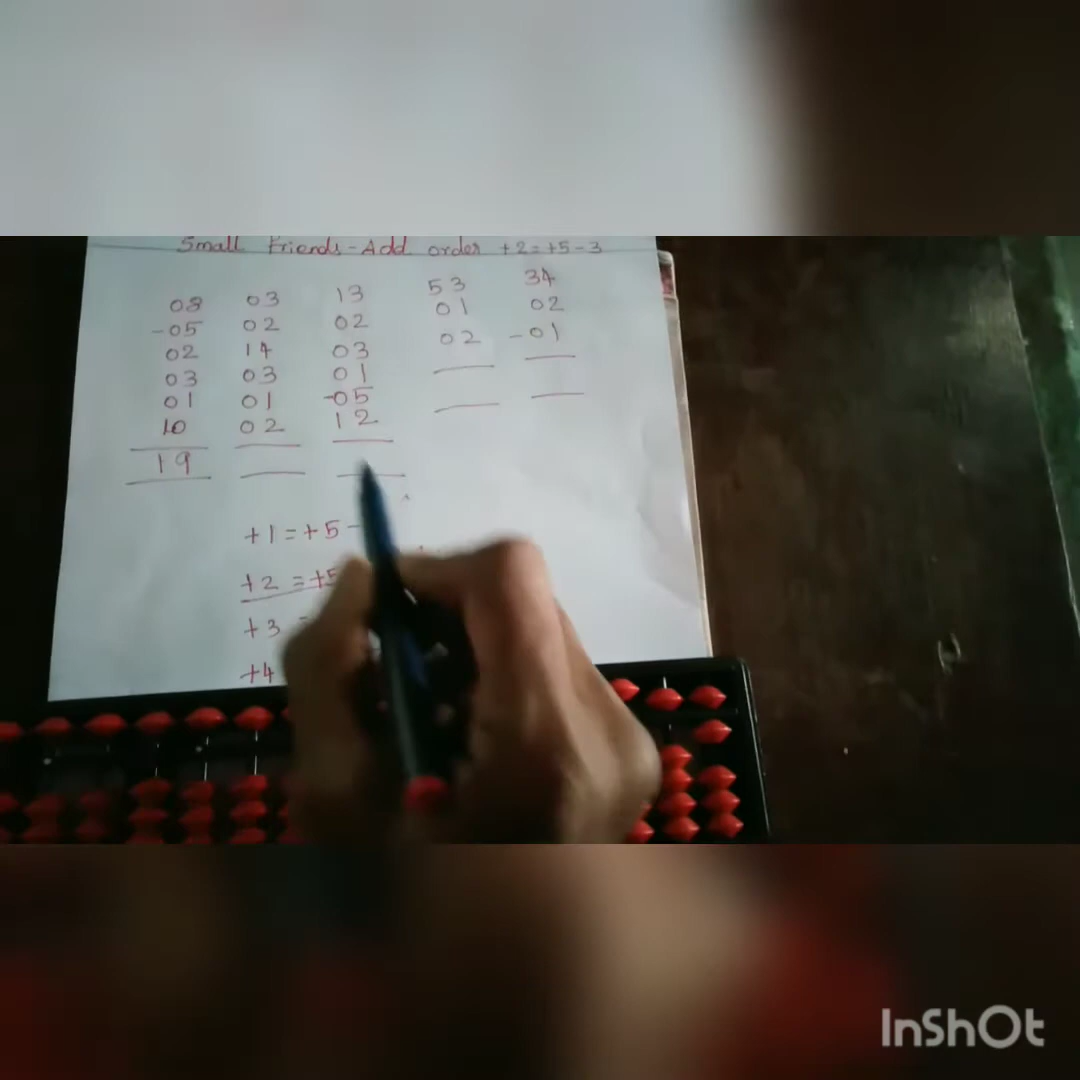 Small Friends-Add order +2=+5-3
08 03 13 53 34
-05 02 02 01 02
02 14 03 02 -01
03 03 01
01 01 -05
10 02 12
19
+1=+5-
+2=+5
+3
+4
InShOt